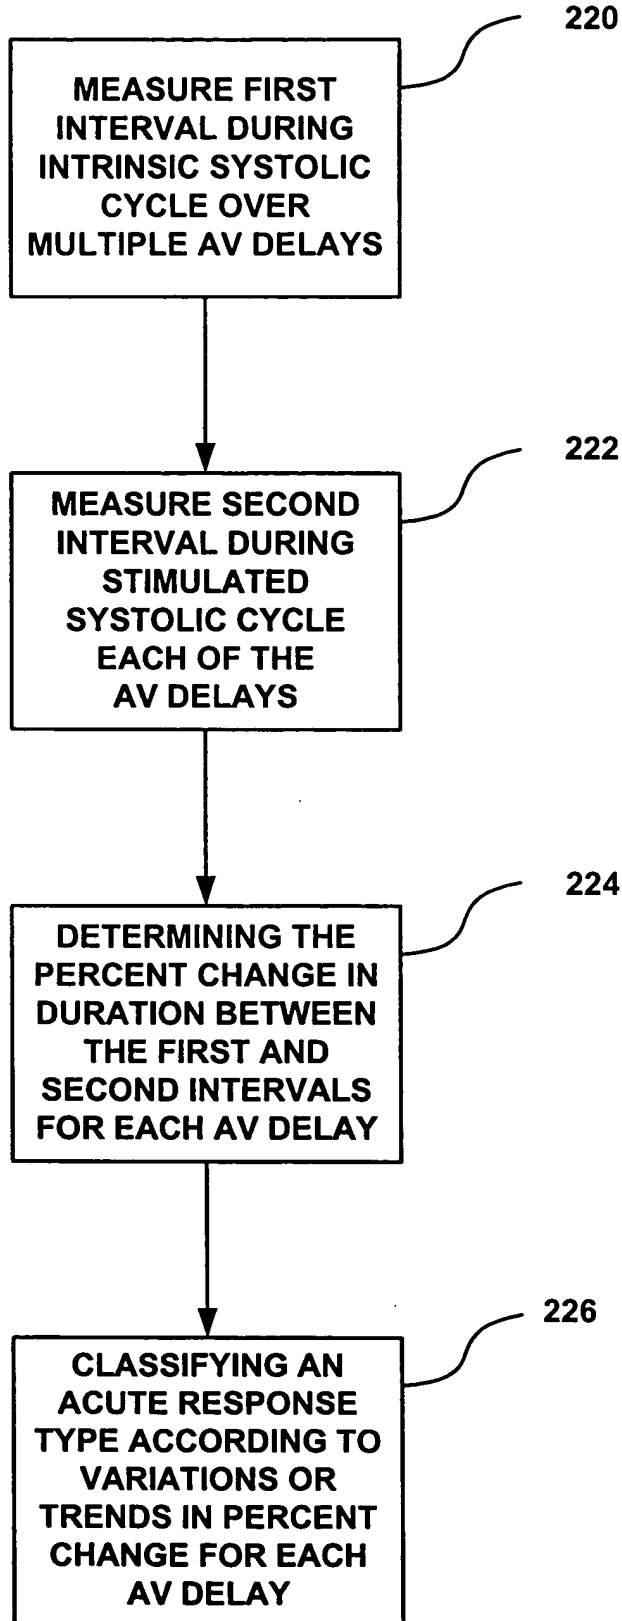 220
MEASURE FIRST
INTERVAL DURING
INTRINSIC SYSTOLIC
CYCLE OVER
MULTIPLE AV DELAYS
222
MEASURE SECOND
INTERVAL DURING
STIMULATED
SYSTOLIC CYCLE
EACH OF THE
AV DELAYS
224
DETERMINING THE
PERCENT CHANGE IN
DURATION BETWEEN
THE FIRST AND
SECOND INTERVALS
FOR EACH AV DELAY
226
CLASSIFYING AN
ACUTE RESPONSE
TYPE ACCORDING TO
VARIATIONS OR
TRENDS IN PERCENT
CHANGE FOR EACH
AV DELAY